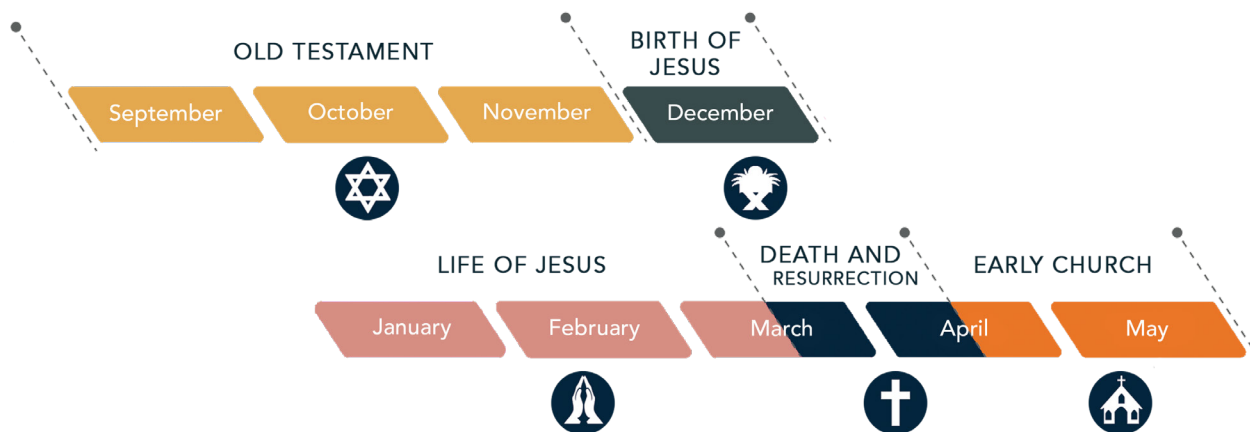 OLD TESTAMENT
BIRTH OF
JESUS
September
October
November
December
LIFE OF JESUS
DEATH AND
RESURRECTION
EARLY CHURCH
January
February
March
April
May